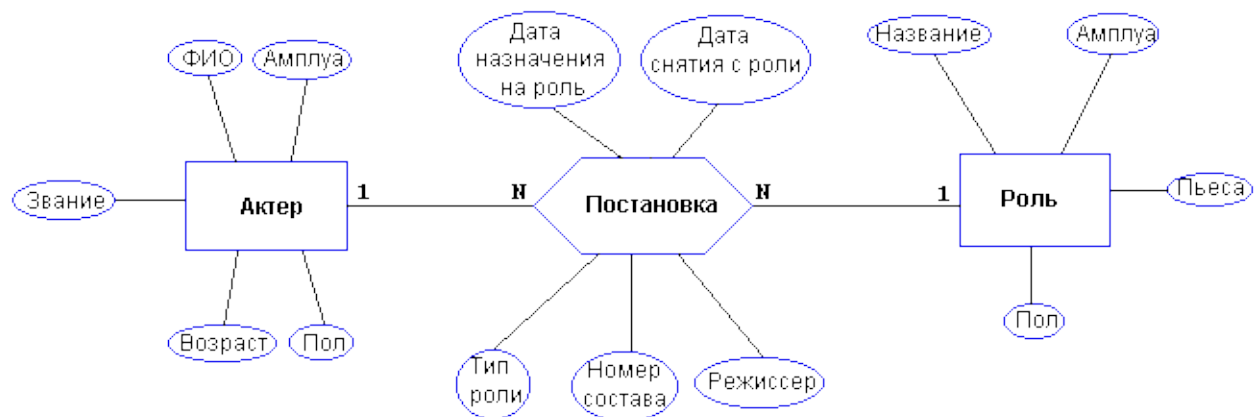 ФИО
Амплуа
Дата
назначения
на роль
Дата
снятия с роли
Название
Амплуа
Звание
Актер
1
N
Постановка
N
1
Роль
Пьеса
Возраст
Пол
Тип
роли
Номер
состава
Режиссер
Пол